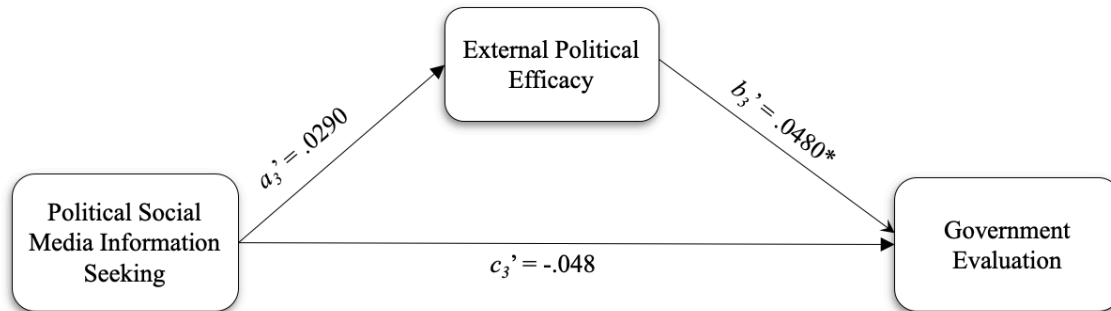 External Political
Efficacy
a3’ = .0290
b3’ = .0480*
Political Social
Media Information
Seeking
c3’ = -.048
Government
Evaluation